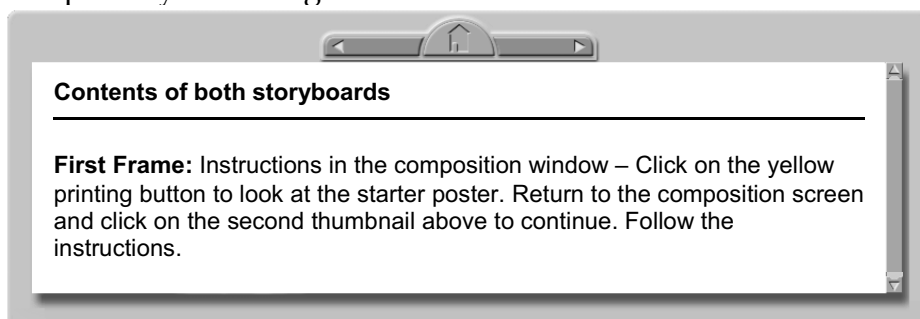 Contents of both storyboards
First Frame: Instructions in the composition window – Click on the yellow
printing button to look at the starter poster. Return to the composition screen
and click on the second thumbnail above to continue. Follow the
instructions.